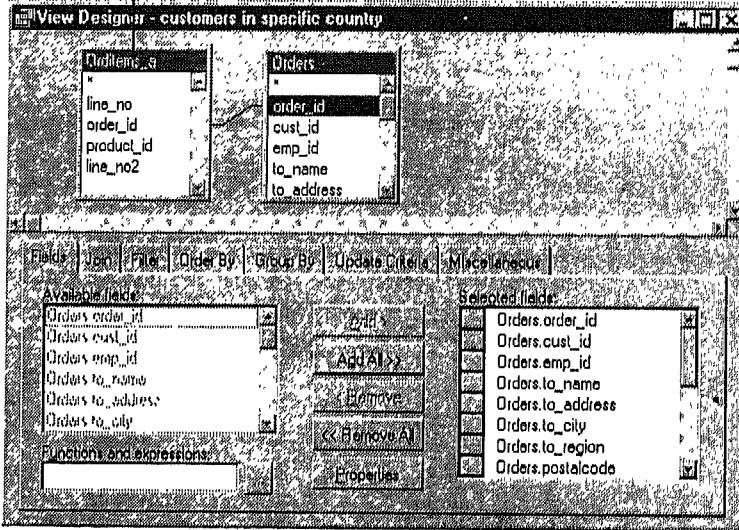 View Designer - customers in specific country
Orditems_a
*
line_no
order_id
product_id
line_no2
Orders
*
order_id
cust_id
emp_id
to_name
to_address
Fields Join Filter Order By Group By Update Criteria Miscellaneous
Available fields:
Orders.order_id
Orders.cust_id
Orders.emp_id
Orders.to_name
Orders.to_address
Orders.to_city
Functions and expressions:
Add >
Add All >>
< Remove
<< Remove All
Properties
Selected fields:
Orders.order_id
Orders.cust_id
Orders.emp_id
Orders.to_name
Orders.to_address
Orders.to_city
Orders.to_region
Orders.postalcode